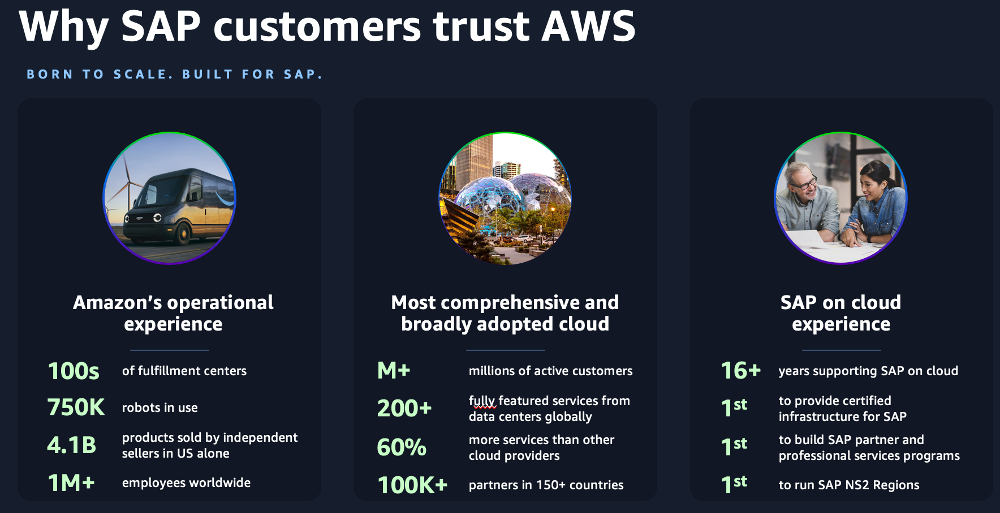 Why SAP customers trust AWS
BORN TO SCALE. BUILT FOR SAP.
Amazon’s operational
experience
100s of fulfillment centers
750K robots in use
4.1B products sold by independent
sellers in US alone
1M+ employees worldwide
Most comprehensive and
broadly adopted cloud
M+ millions of active customers
200+ fully featured services from
data centers globally
60% more services than other
cloud providers
100K+ partners in 150+ countries
SAP on cloud
experience
16+ years supporting SAP on cloud
1st to provide certified
infrastructure for SAP
1st to build SAP partner and
professional services programs
1st to run SAP NS2 Regions